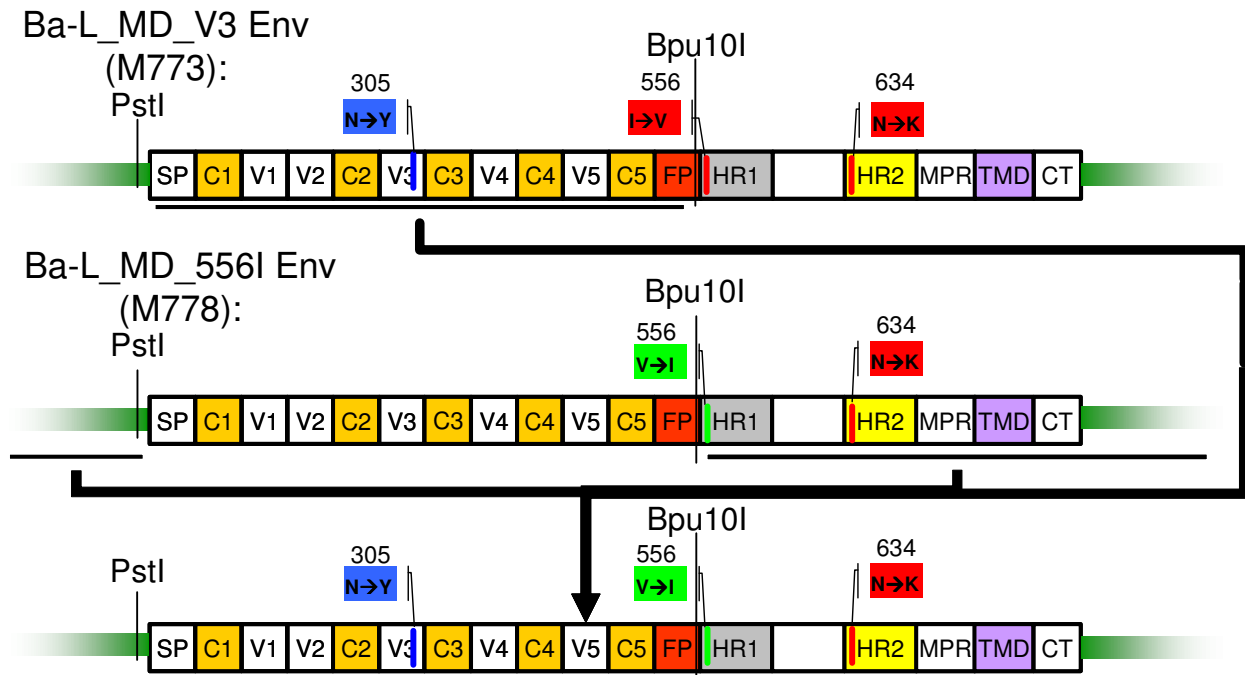 Ba-L_MD_V3 Env
(M773):
PstI
Bpu10I
305
N→Y
556
I→V
634
N→K
SP C1 V1 V2 C2 V3 C3 V4 C4 V5 C5 FP HR1 HR2 MPR TMD CT
Ba-L_MD_556I Env
(M778):
PstI
Bpu10I
556
V→I
634
N→K
SP C1 V1 V2 C2 V3 C3 V4 C4 V5 C5 FP HR1 HR2 MPR TMD CT
PstI
Bpu10I
305
N→Y
556
V→I
634
N→K
SP C1 V1 V2 C2 V3 C3 V4 C4 V5 C5 FP HR1 HR2 MPR TMD CT